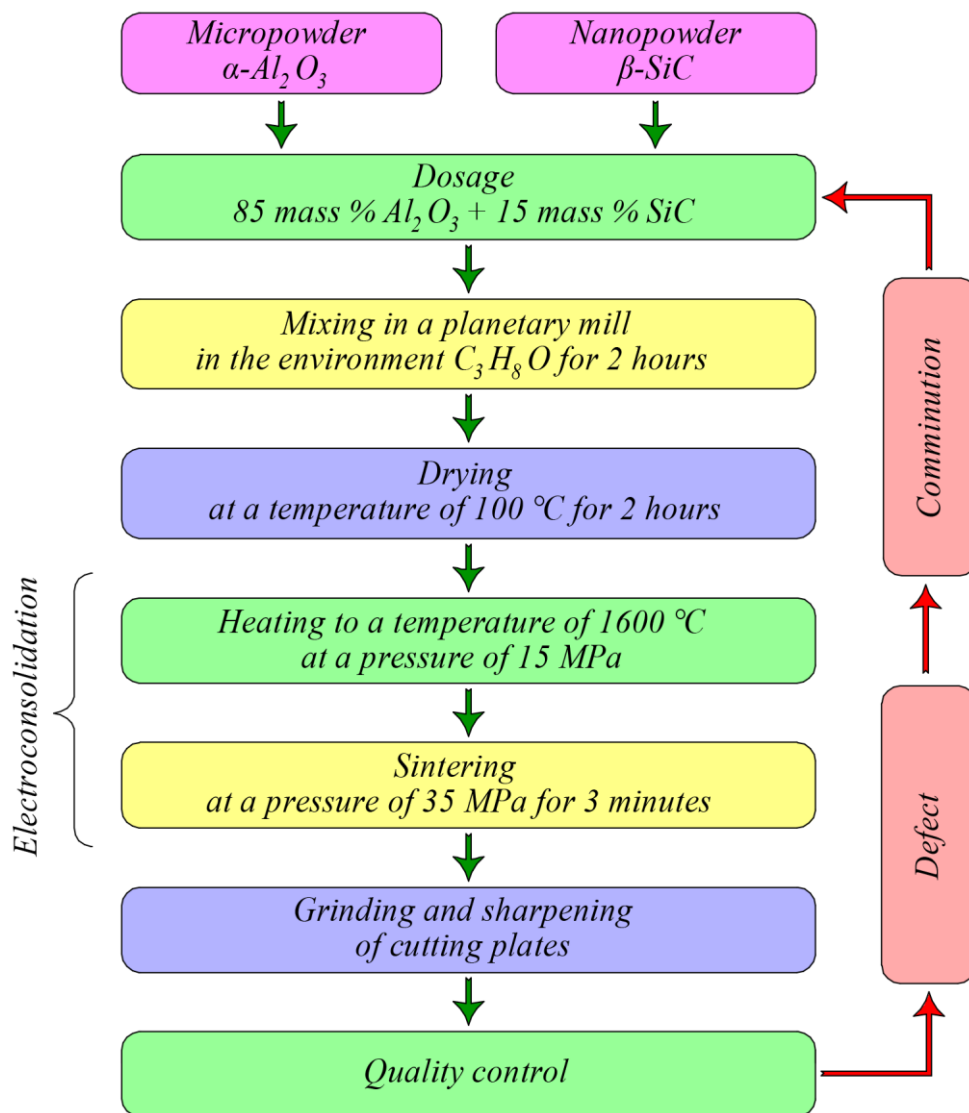 Micropowder
α-Al₂O₃
Nanopowder
β-SiC
Dosage
85 mass % Al₂O₃ + 15 mass % SiC
Mixing in a planetary mill
in the environment C₃H₈O for 2 hours
Drying
at a temperature of 100 °C for 2 hours
Electroconsolidation
Heating to a temperature of 1600 °C
at a pressure of 15 MPa
Sintering
at a pressure of 35 MPa for 3 minutes
Grinding and sharpening
of cutting plates
Quality control
Defect
Comminution